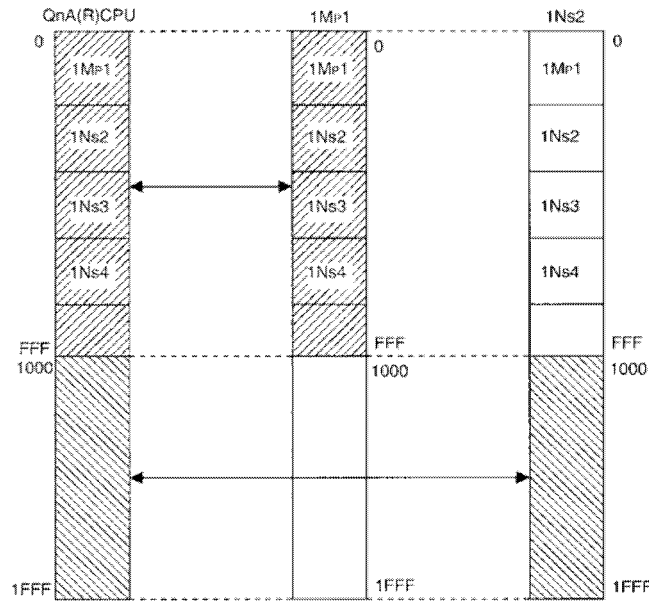 QnA(R)CPU 1MP1 1Ns2
0 0 0
1MP1 1MP1 1MP1
1Ns2 1Ns2 1Ns2
1Ns3 1Ns3 1Ns3
1Ns4 1Ns4 1Ns4
FFF FFF FFF
1000 1000 1000
1FFF 1FFF 1FFF